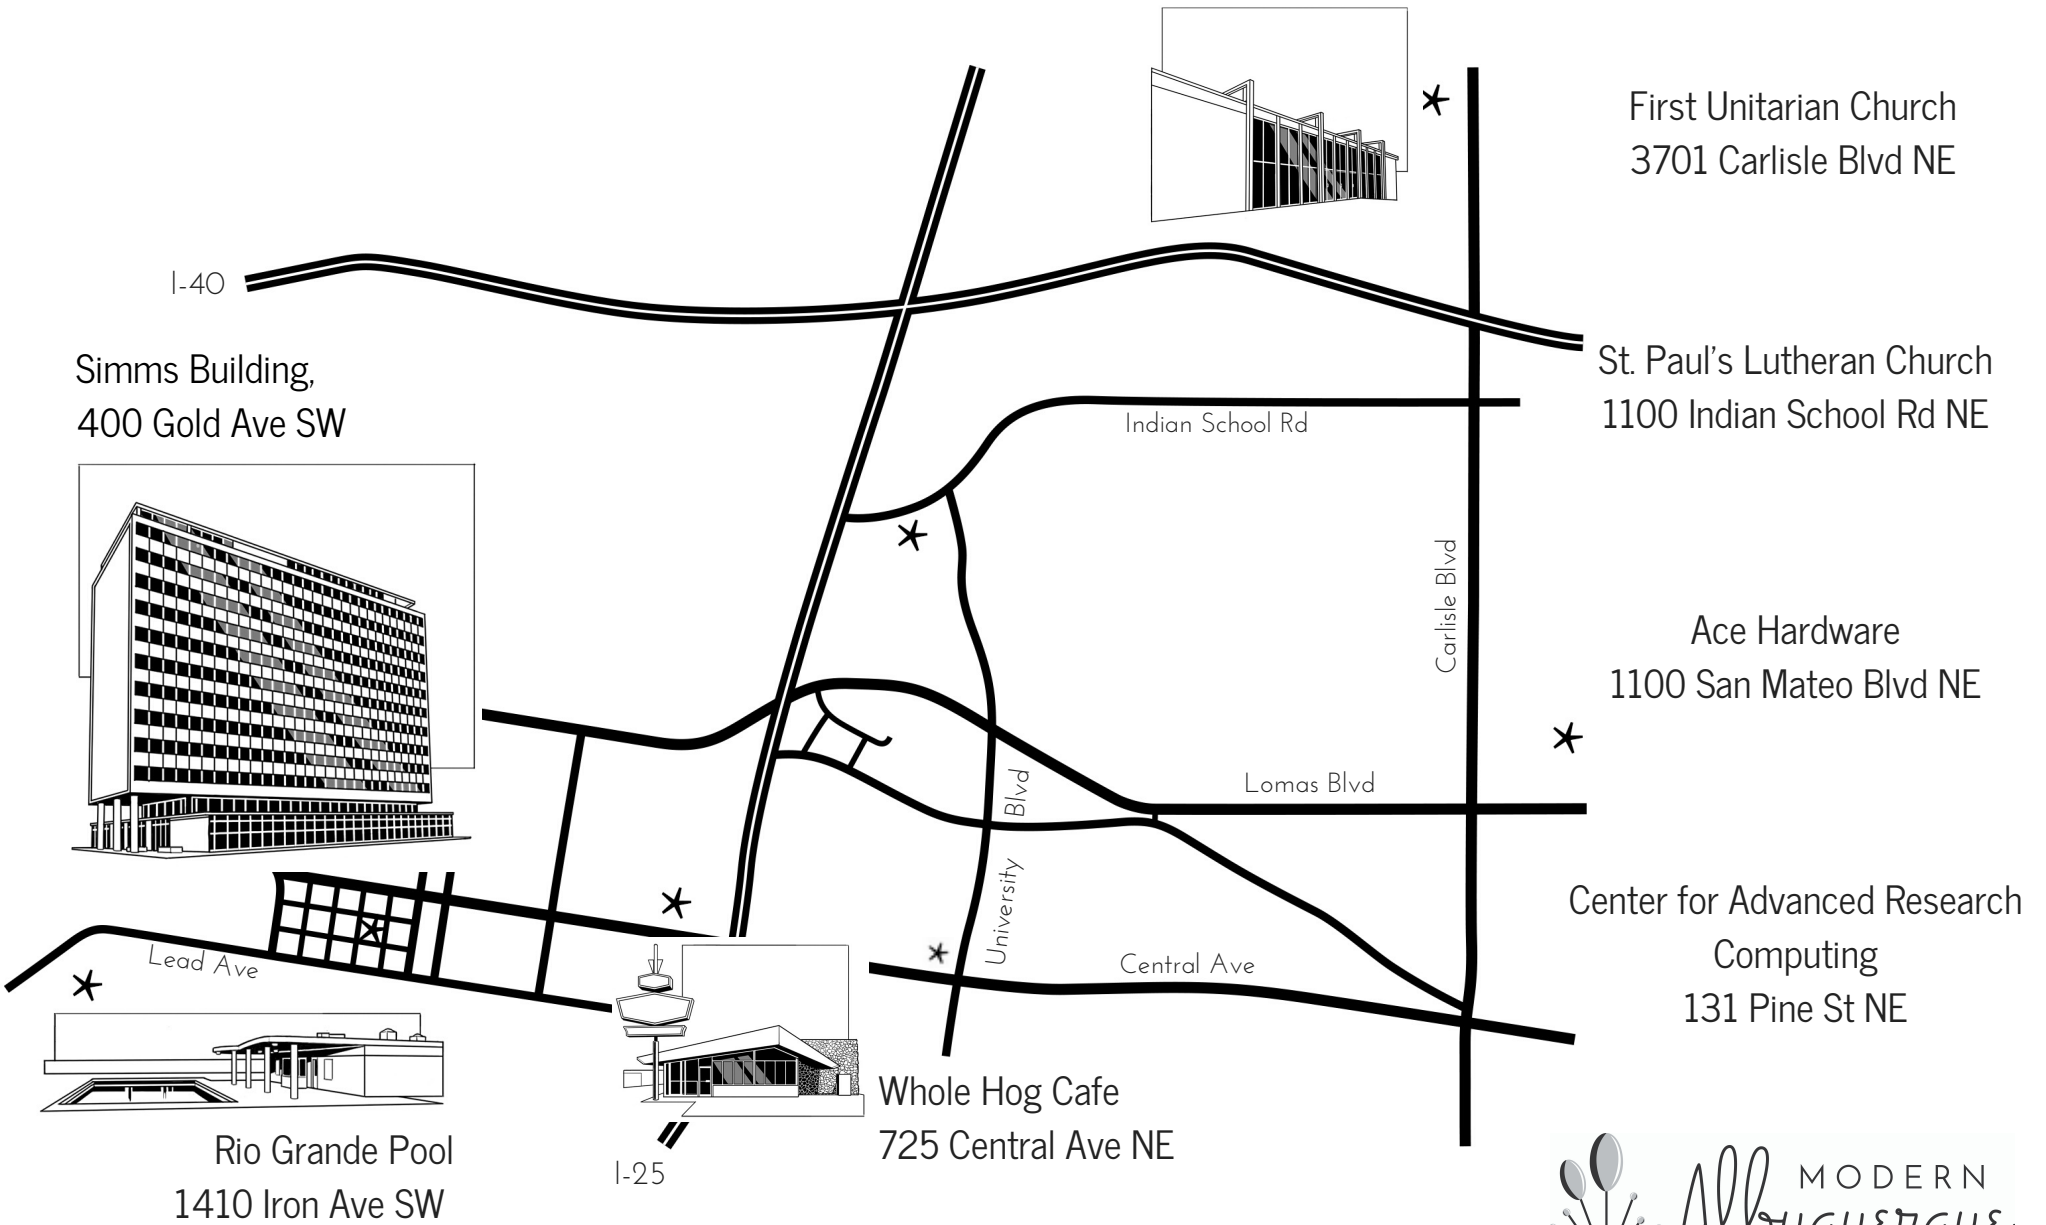 First Unitarian Church
3701 Carlisle Blvd NE
I-40
St. Paul's Lutheran Church
1100 Indian School Rd NE
Simms Building,
400 Gold Ave SW
Indian School Rd
Carlisle Blvd
Ace Hardware
1100 San Mateo Blvd NE
Lomas Blvd
University Blvd
Center for Advanced Research
Computing
131 Pine St NE
Lead Ave
Central Ave
Whole Hog Cafe
725 Central Ave NE
Rio Grande Pool
1410 Iron Ave SW
I-25
MODERN
Albuquerque